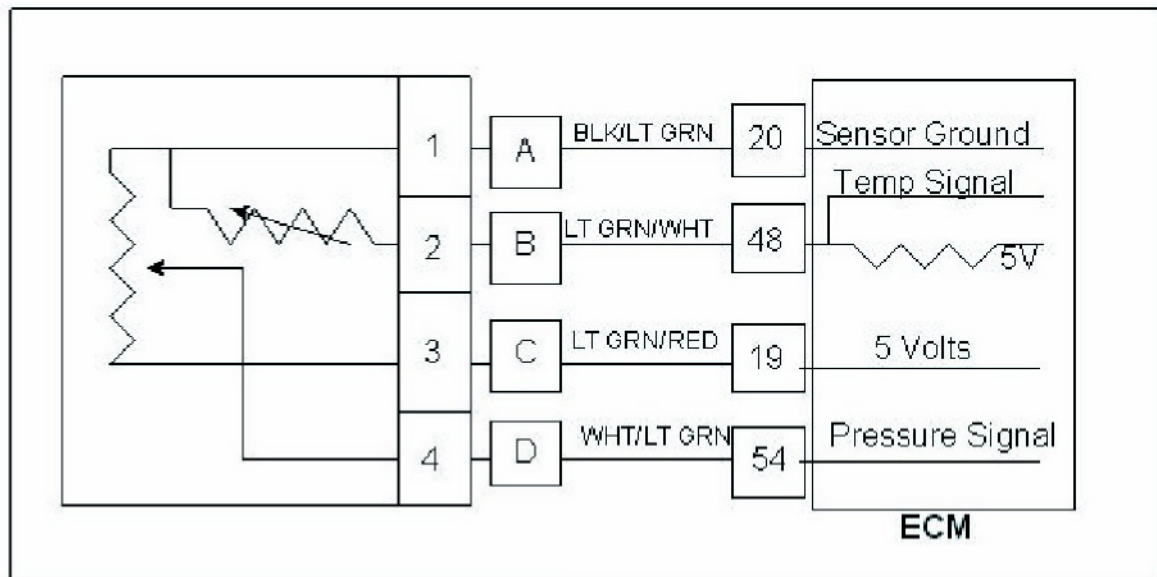 1 A BLK/LT GRN 20 Sensor Ground
Temp Signal
2 B LT GRN/WHT 48 5V
3 C LT GRN/RED 19 5 Volts
4 D WHT/LT GRN 54 Pressure Signal
ECM